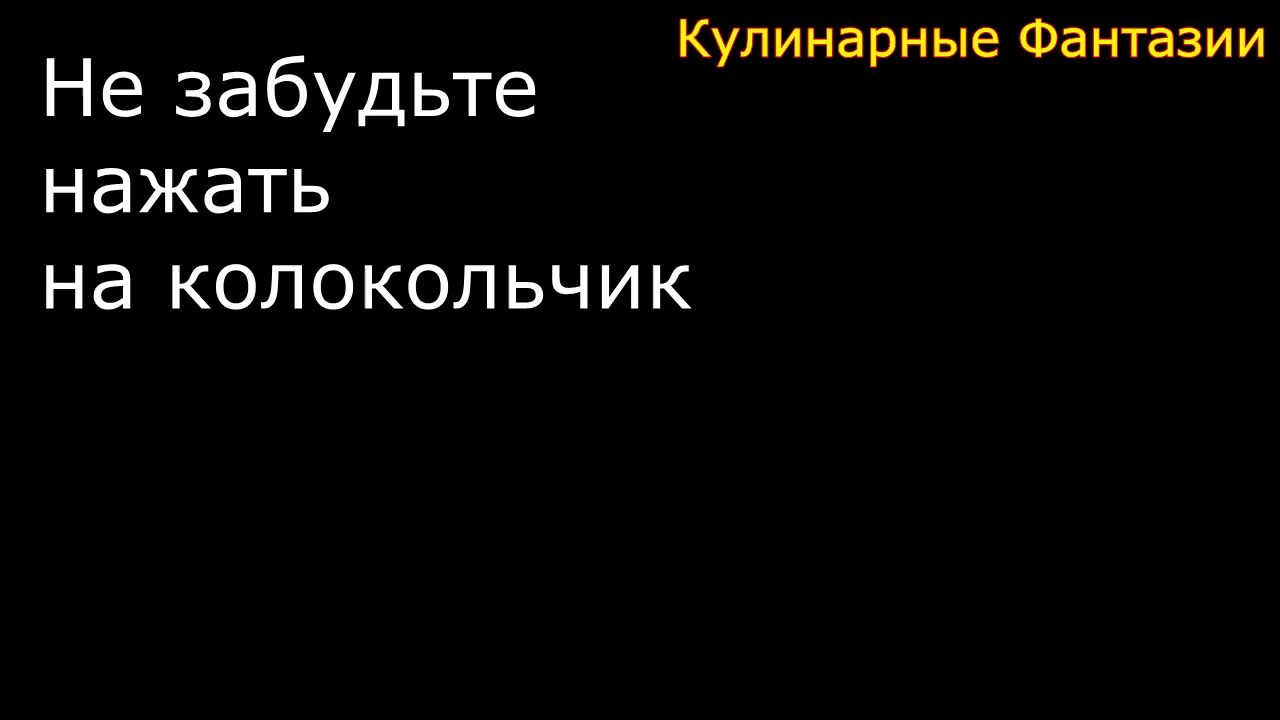 Кулинарные Фантазии
Не забудьте
нажать
на колокольчик